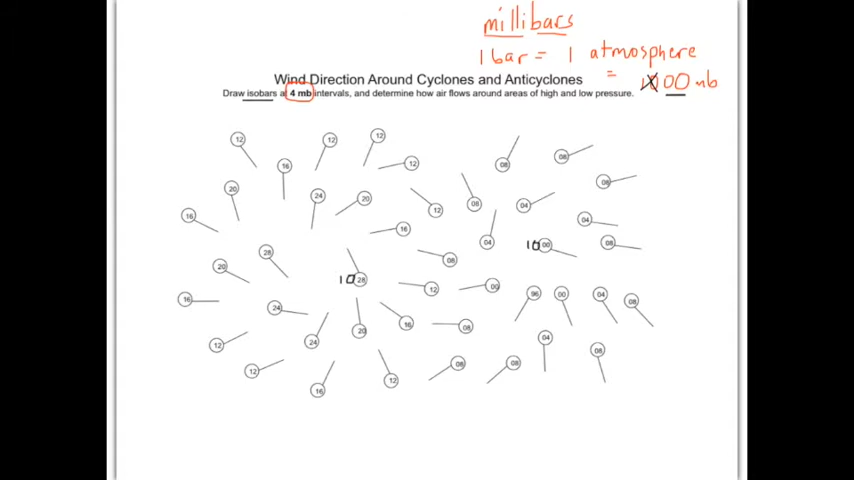 millibars
1 bar = 1 atmosphere
= 1000 mb
Wind Direction Around Cyclones and Anticyclones
Draw isobars a 4 mb intervals, and determine how air flows around areas of high and low pressure.
12 12 12
16 12 08 08
20 24 20 08
16 12 08 04 04
16 04 1000 08
28 08
20 1028
12 00 96 00 04 08
16 24
20 16 08
12 24 04
08
12 08 08
16 12